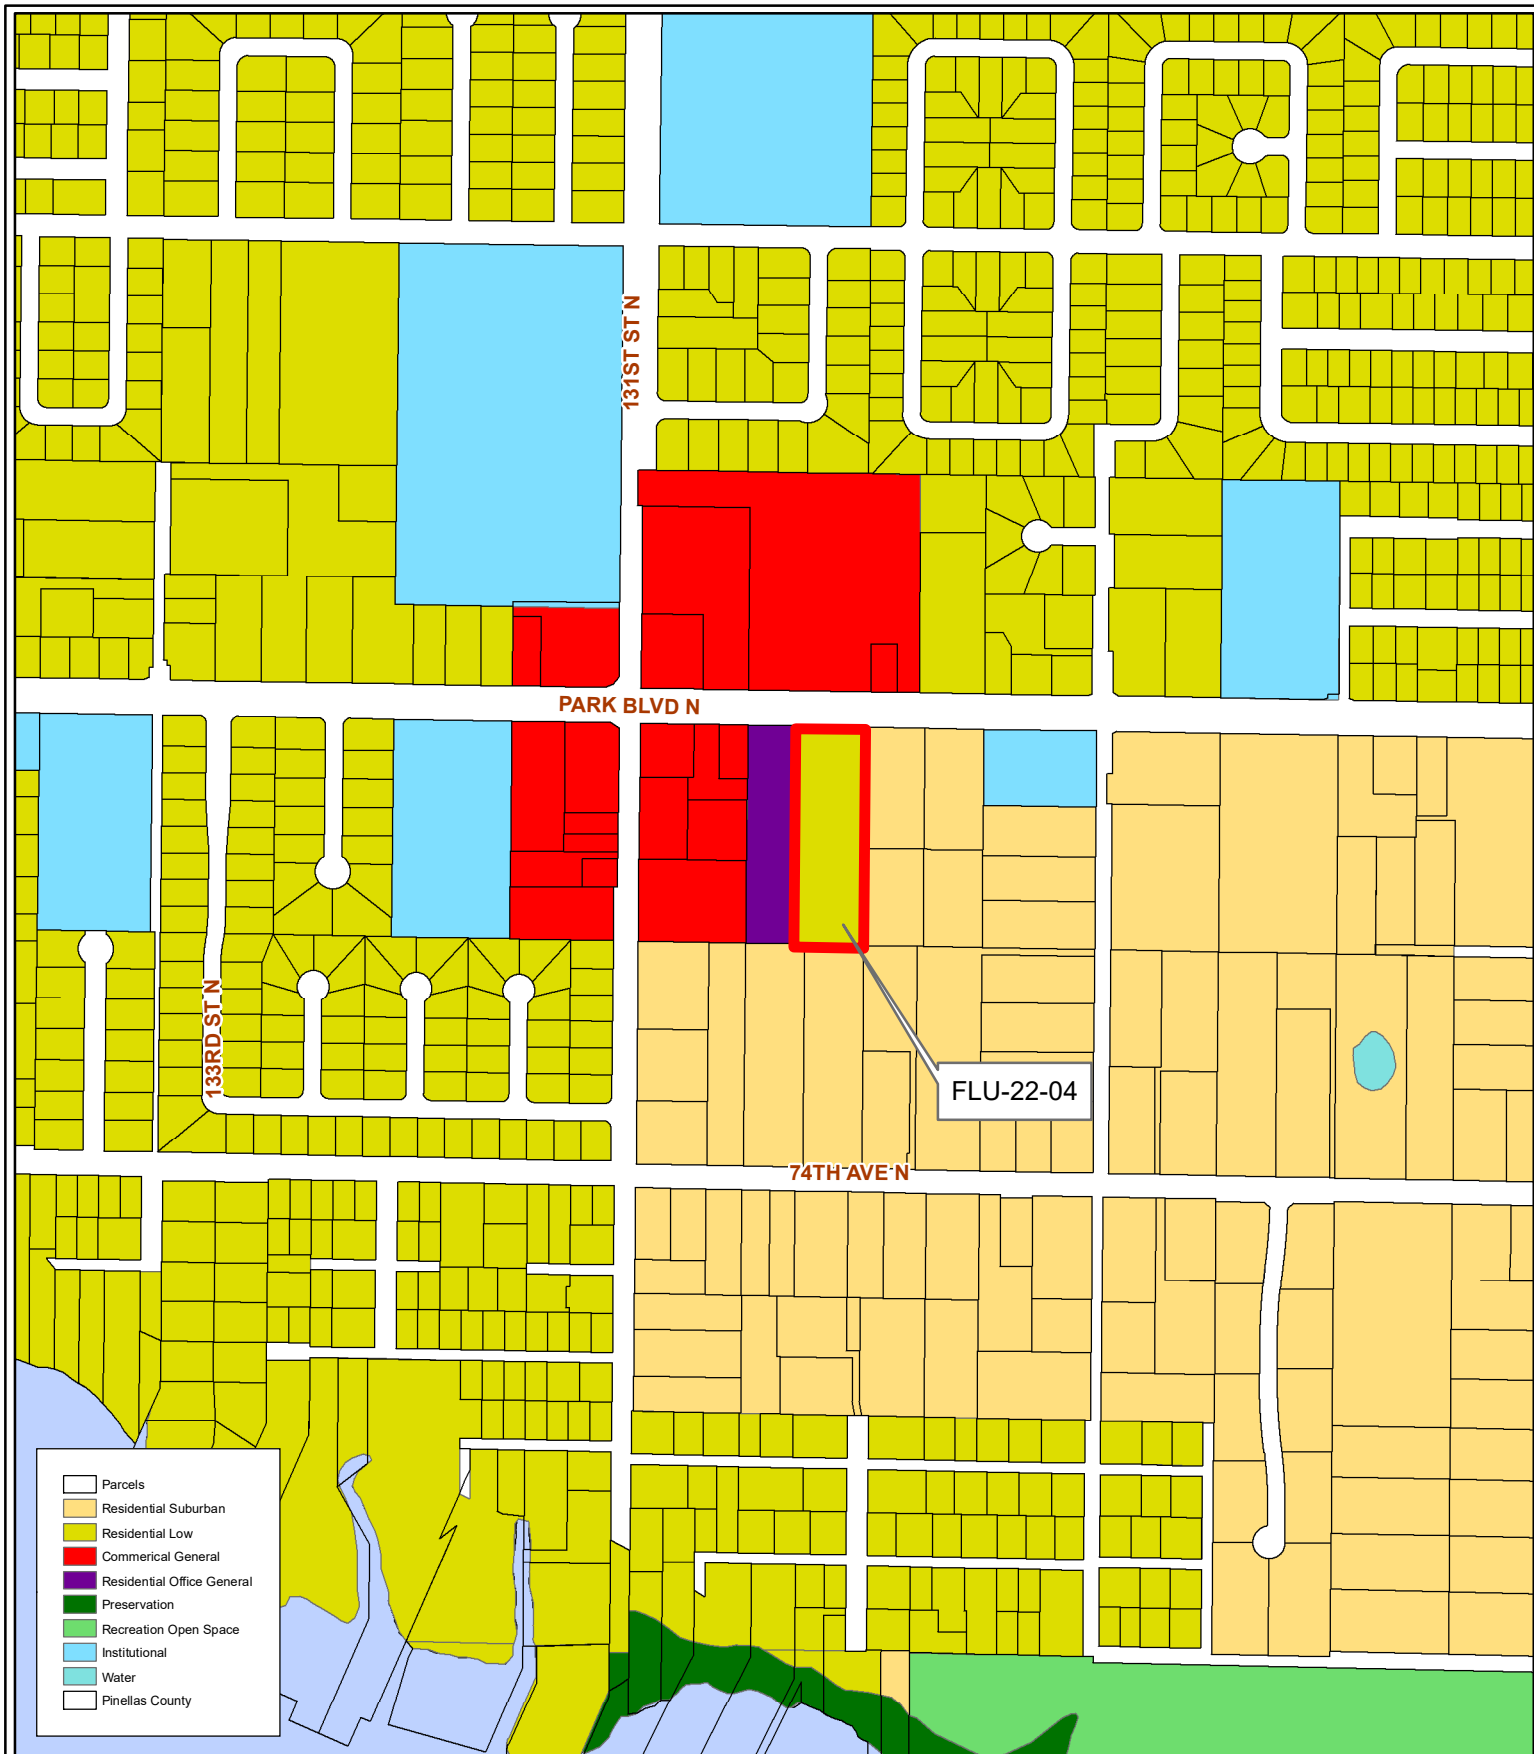 131ST ST N
PARK BLVD N
133RD ST N
FLU-22-04
74TH AVE N
Parcels
Residential Suburban
Residential Low
Commerical General
Residential Office General
Preservation
Recreation Open Space
Institutional
Water
Pinellas County